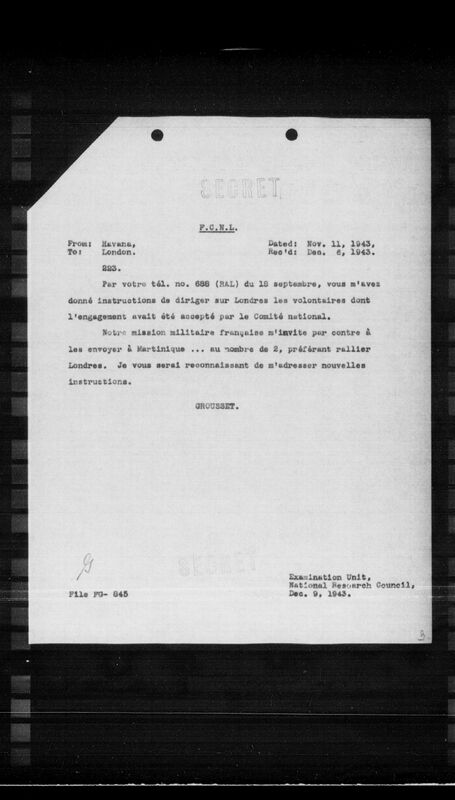 SECRET
F.C.N.L.
From: Havana, Dated: Nov. 11, 1943,
To: London. Rec'd: Dec. 6, 1943.
223.
Par votre tél. no. 688 (RAL) du 18 septembre, vous m'avez
donné instructions de diriger sur Londres les volontaires dont
l'engagement avait été accepté par le Comité national.
Notre mission militaire française m'invite par contre à
les envoyer à Martinique ... au nombre de 2, préférant rallier
Londres. Je vous serai reconnaissant de m'adresser nouvelles
instructions.
GROUSSET.
SECRET
Examination Unit,
National Research Council,
File FG- 845 Dec. 9, 1943.
3